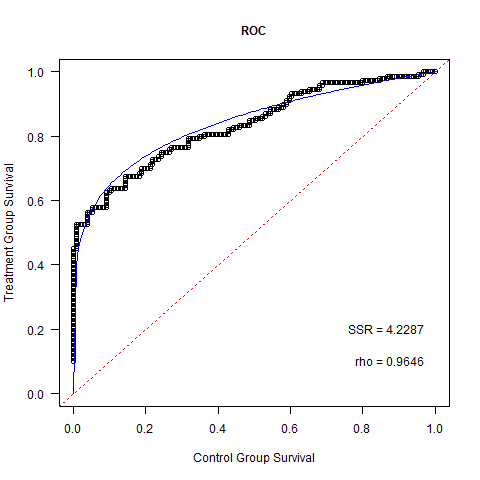 ROC
Treatment Group Survival
1.0
0.8
0.6
0.4
0.2
0.0
SSR = 4.2287
rho = 0.9646
0.0 0.2 0.4 0.6 0.8 1.0
Control Group Survival